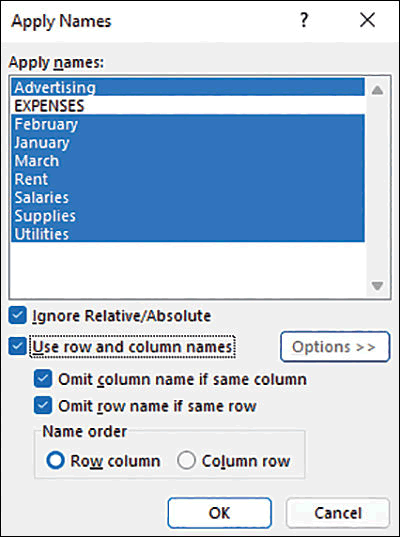 Apply Names ?
Apply names:
Advertising
EXPENSES
February
January
March
Rent
Salaries
Supplies
Utilities
Ignore Relative/Absolute
Use row and column names Options >>
Omit column name if same column
Omit row name if same row
Name order
Row column Column row
OK Cancel